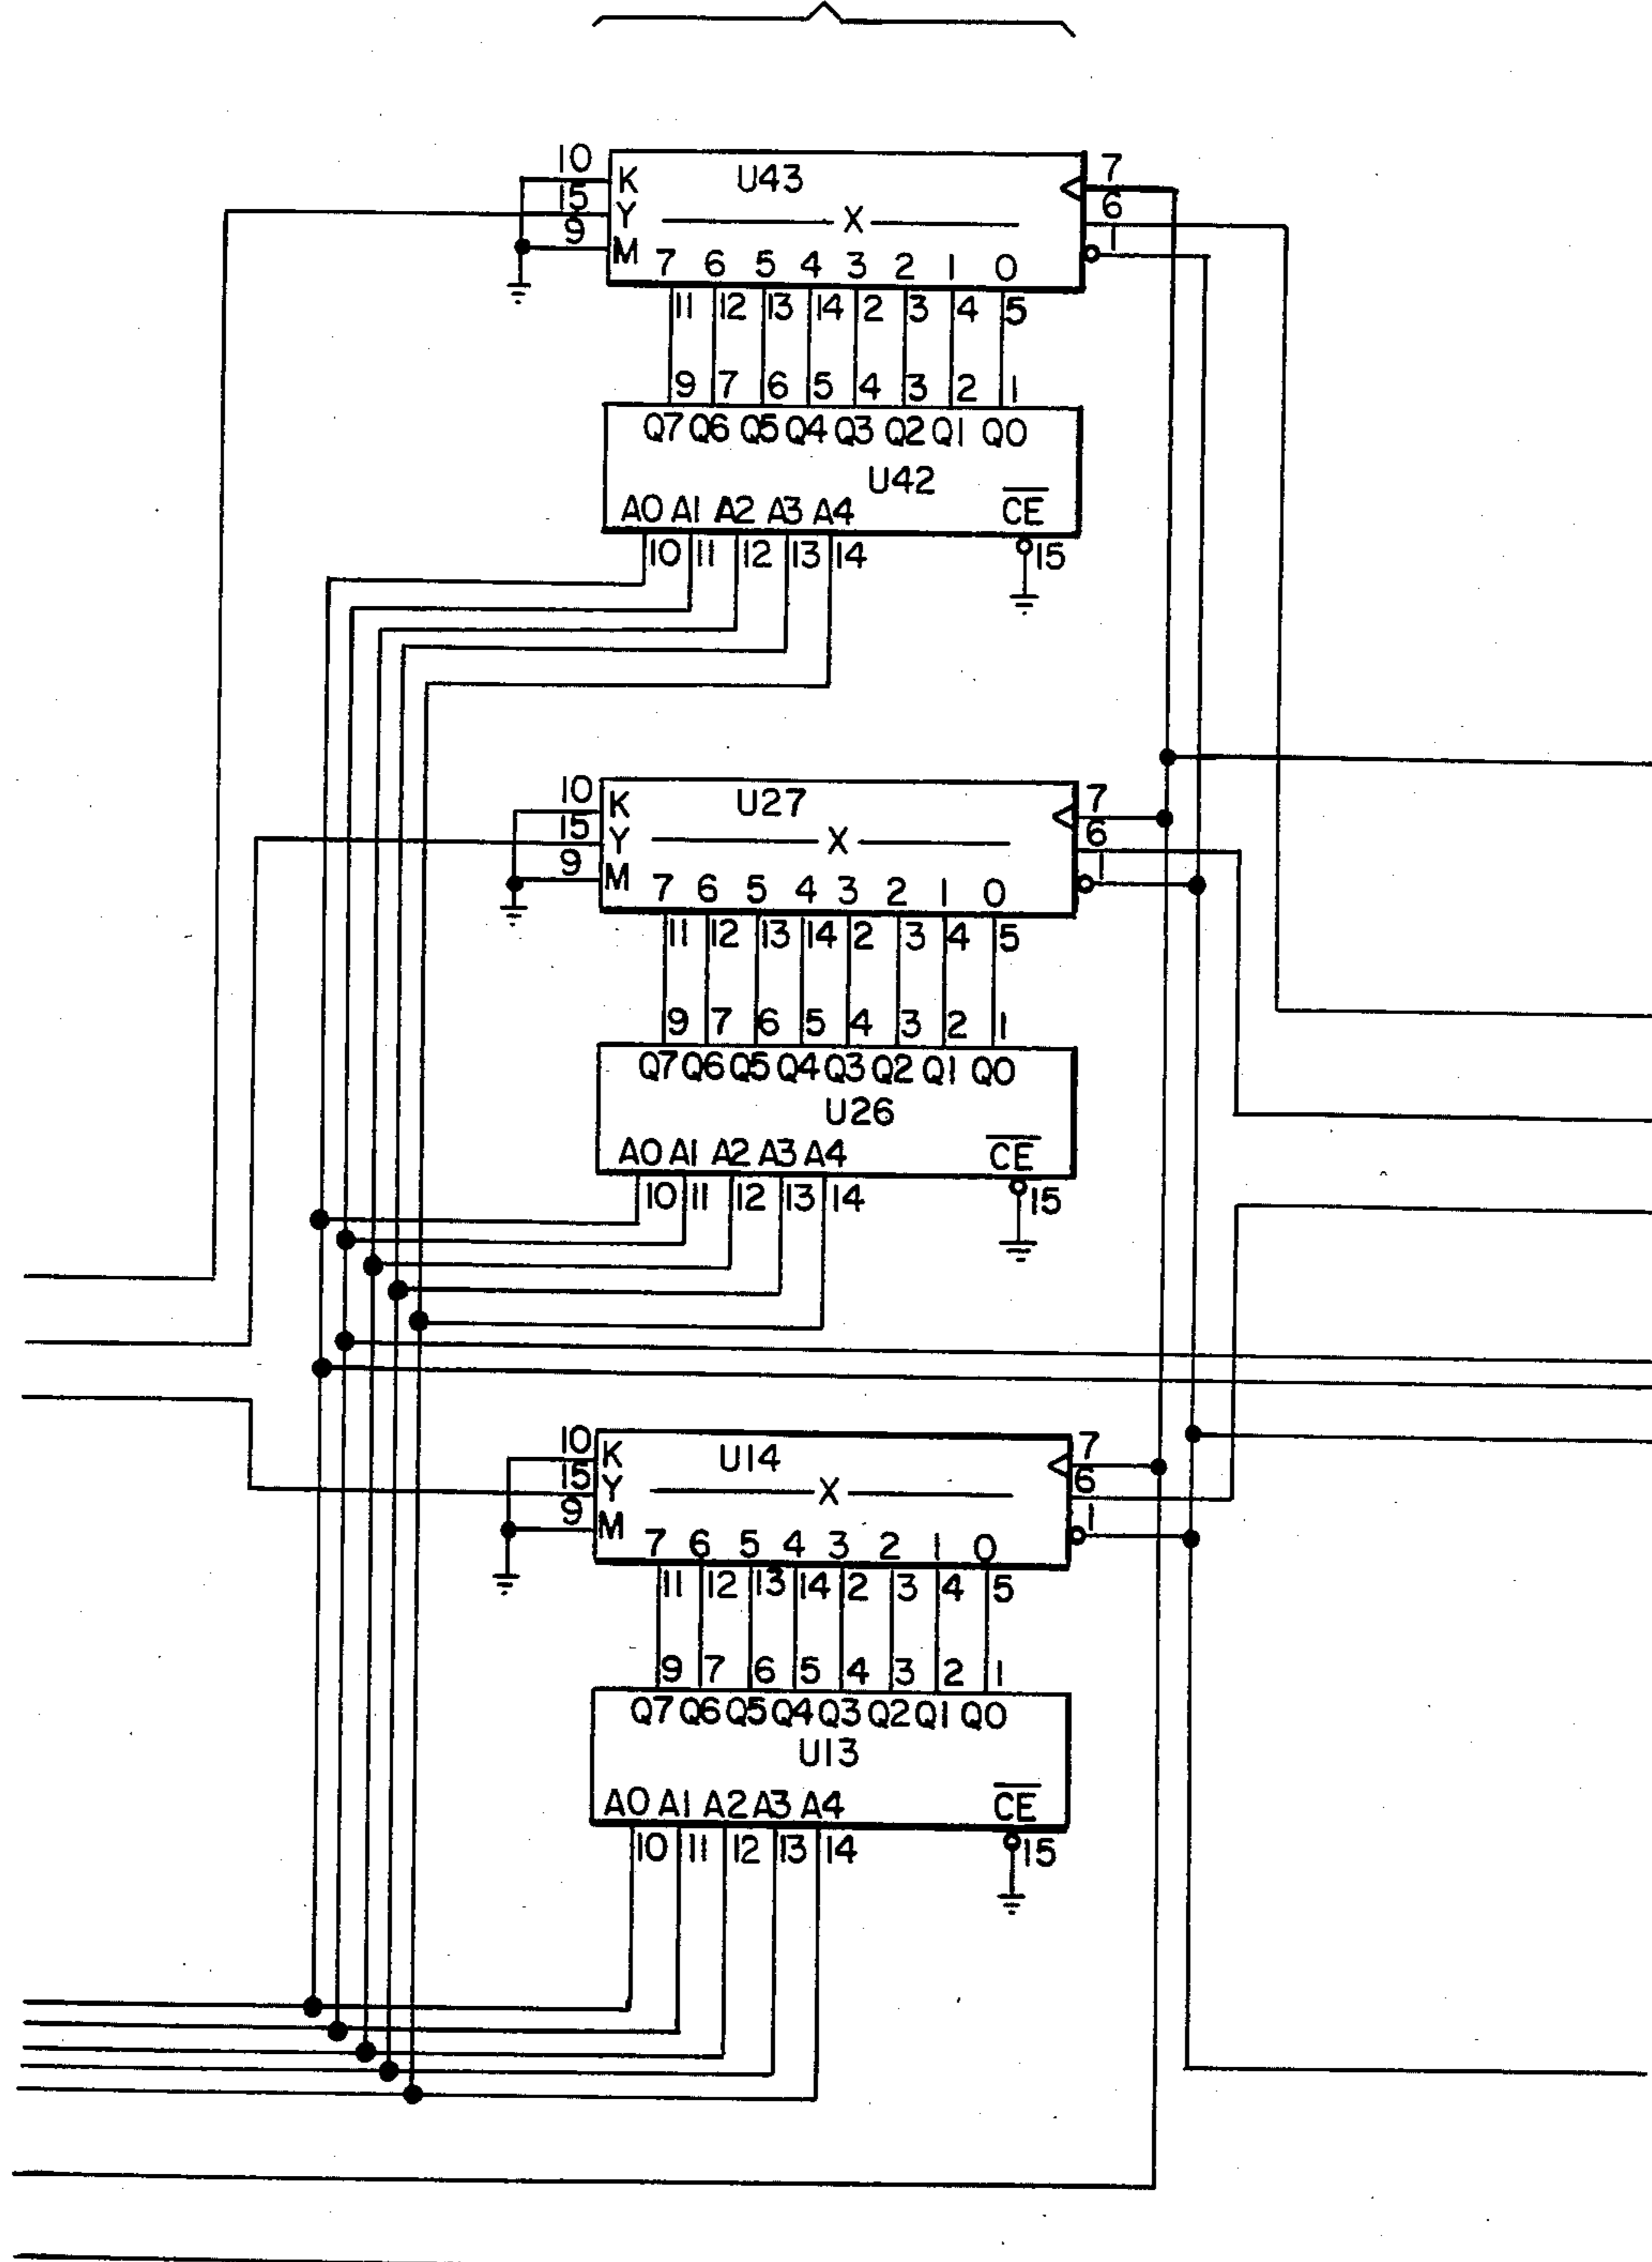 10 K U43 7
15 Y X 6
9 M 1
7 6 5 4 3 2 1 0
11 12 13 14 2 3 4 5
9 7 6 5 4 3 2 1
Q7 Q6 Q5 Q4 Q3 Q2 Q1 Q0
U42
A0 A1 A2 A3 A4 CE
10 11 12 13 14 15
10 K U27 7
15 Y X 6
9 M 1
7 6 5 4 3 2 1 0
11 12 13 14 2 3 4 5
9 7 6 5 4 3 2 1
Q7 Q6 Q5 Q4 Q3 Q2 Q1 Q0
U26
A0 A1 A2 A3 A4 CE
10 11 12 13 14 15
10 K U14 7
15 Y X 6
9 M 1
7 6 5 4 3 2 1 0
11 12 13 14 2 3 4 5
9 7 6 5 4 3 2 1
Q7 Q6 Q5 Q4 Q3 Q2 Q1 Q0
U13
A0 A1 A2 A3 A4 CE
10 11 12 13 14 15